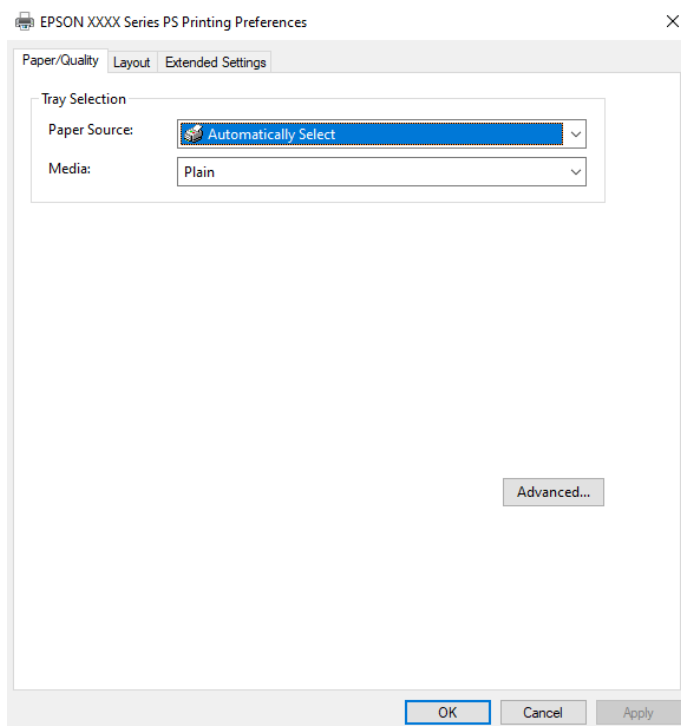 EPSON XXXX Series PS Printing Preferences
Paper/Quality Layout Extended Settings
Tray Selection
Paper Source: Automatically Select
Media: Plain
Advanced...
OK Cancel Apply